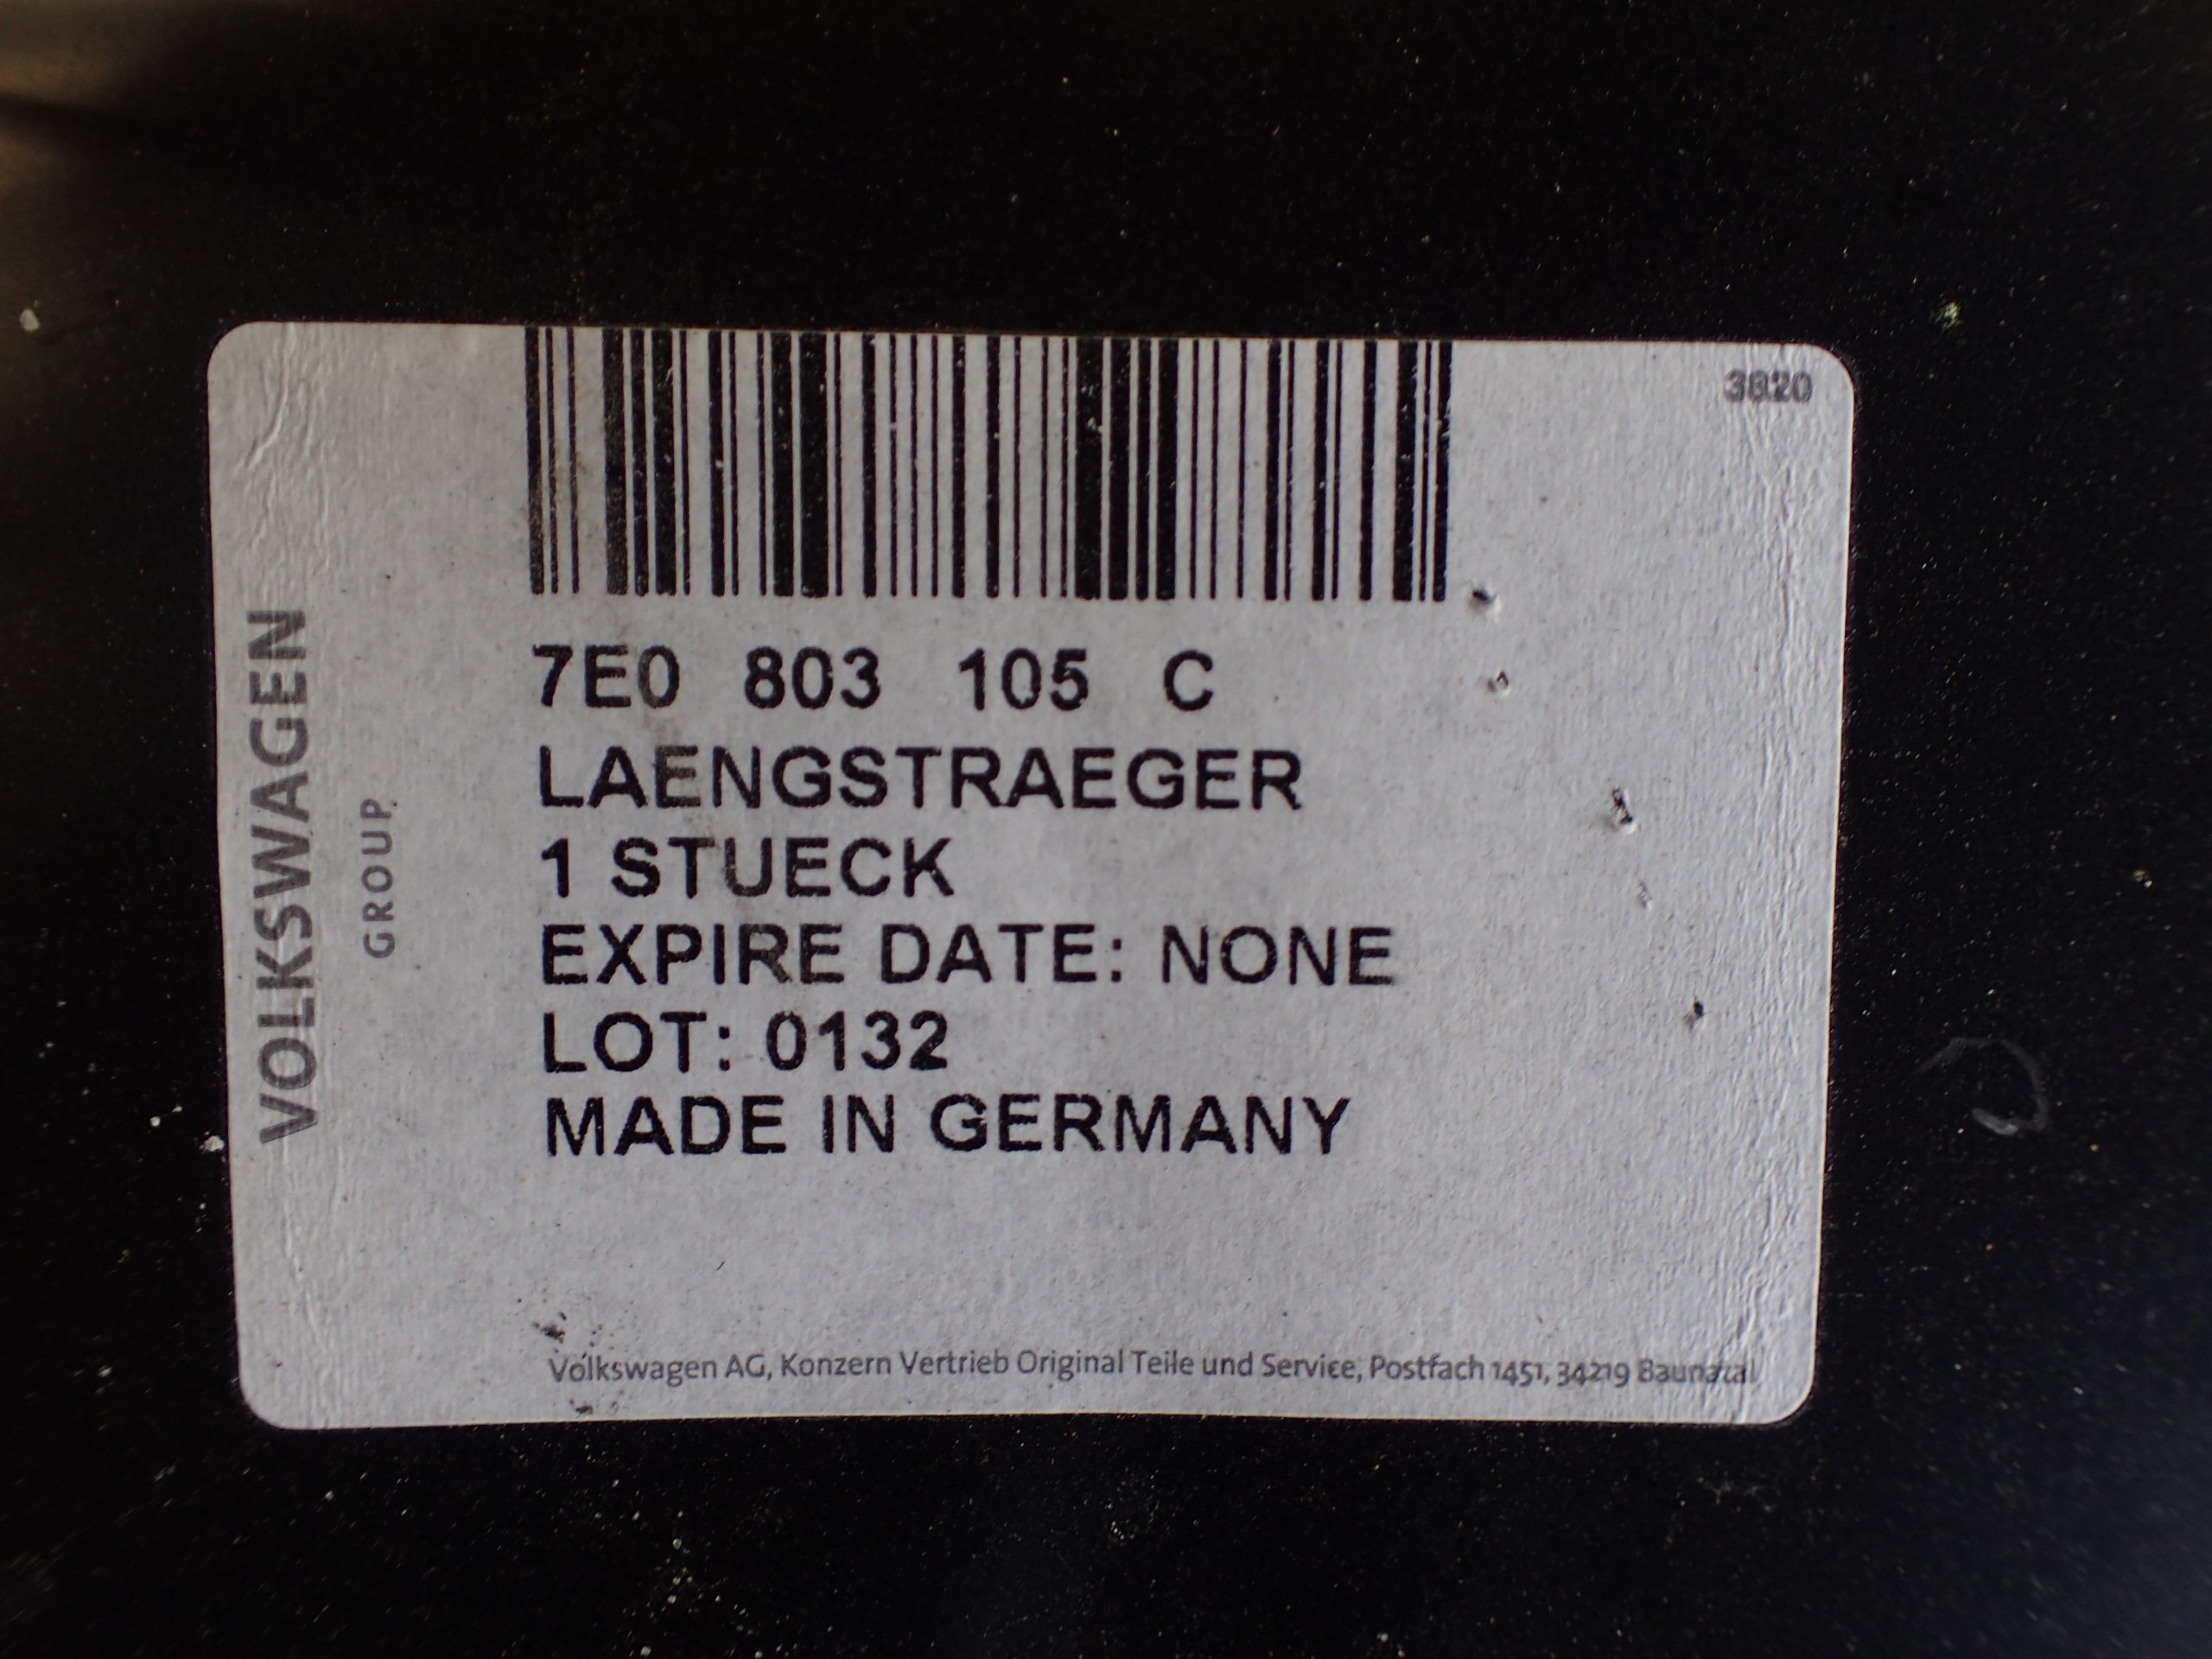 3820
7E0 803 105 C
LAENGSTRAEGER
1 STUECK
EXPIRE DATE: NONE
LOT: 0132
MADE IN GERMANY
VOLKSWAGEN
GROUP
Volkswagen AG, Konzern Vertrieb Original Teile und Service, Postfach 1451, 34219 Baunatal